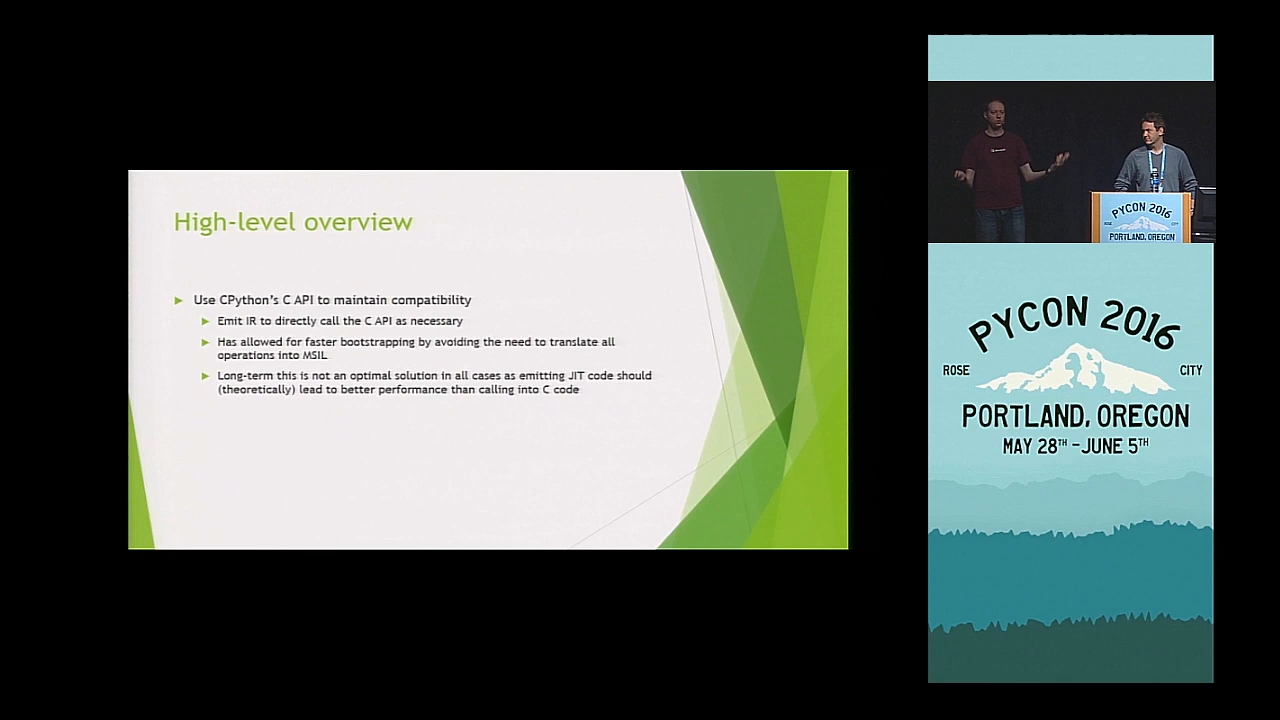 High-level overview
Use CPython's C API to maintain compatibility
Emit IR to directly call the C API as necessary
Has allowed for faster bootstrapping by avoiding the need to translate all
operations into MSIL
Long-term this is not an optimal solution in all cases as emitting JIT code should
(theoretically) lead to better performance than calling into C code
PYCON 2016
PORTLAND, OREGON
PYCON 2016
ROSE CITY
PORTLAND, OREGON
MAY 28TH - JUNE 5TH